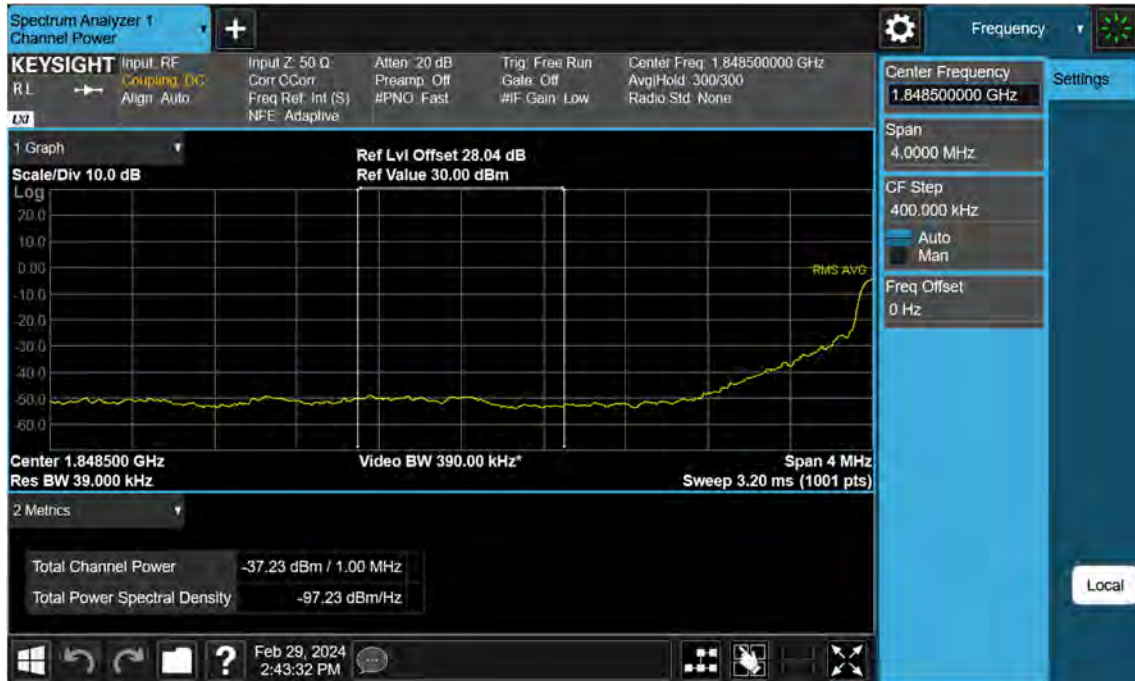 Spectrum Analyzer 1
Channel Power
+
Frequency
KEYSIGHT
RL
LXI
Input: RF
Coupling: DC
Align: Auto
Input Z: 50 Ω
Corr CCorr
Freq Ref: Int (S)
NFE: Adaptive
Atten: 20 dB
Preamp: Off
#PNO: Fast
Trig: Free Run
Gate: Off
#IF Gain: Low
Center Freq: 1.848500000 GHz
Avg|Hold: 300/300
Radio Std: None
Center Frequency
1.848500000 GHz
Settings
Span
4.0000 MHz
CF Step
400.000 kHz
Auto
Man
Freq Offset
0 Hz
1 Graph
Scale/Div 10.0 dB
Ref Lvl Offset 28.04 dB
Ref Value 30.00 dBm
Log
20.0
10.0
0.00
-10.0
-20.0
-30.0
-40.0
-50.0
-60.0
RMS AVG
Center 1.848500 GHz
Res BW 39.000 kHz
Video BW 390.00 kHz*
Span 4 MHz
Sweep 3.20 ms (1001 pts)
2 Metrics
Total Channel Power -37.23 dBm / 1.00 MHz
Total Power Spectral Density -97.23 dBm/Hz
Local
?
Feb 29, 2024
2:43:32 PM